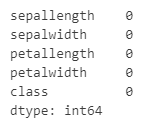 sepallength 0
sepalwidth 0
petallength 0
petalwidth 0
class 0
dtype: int64